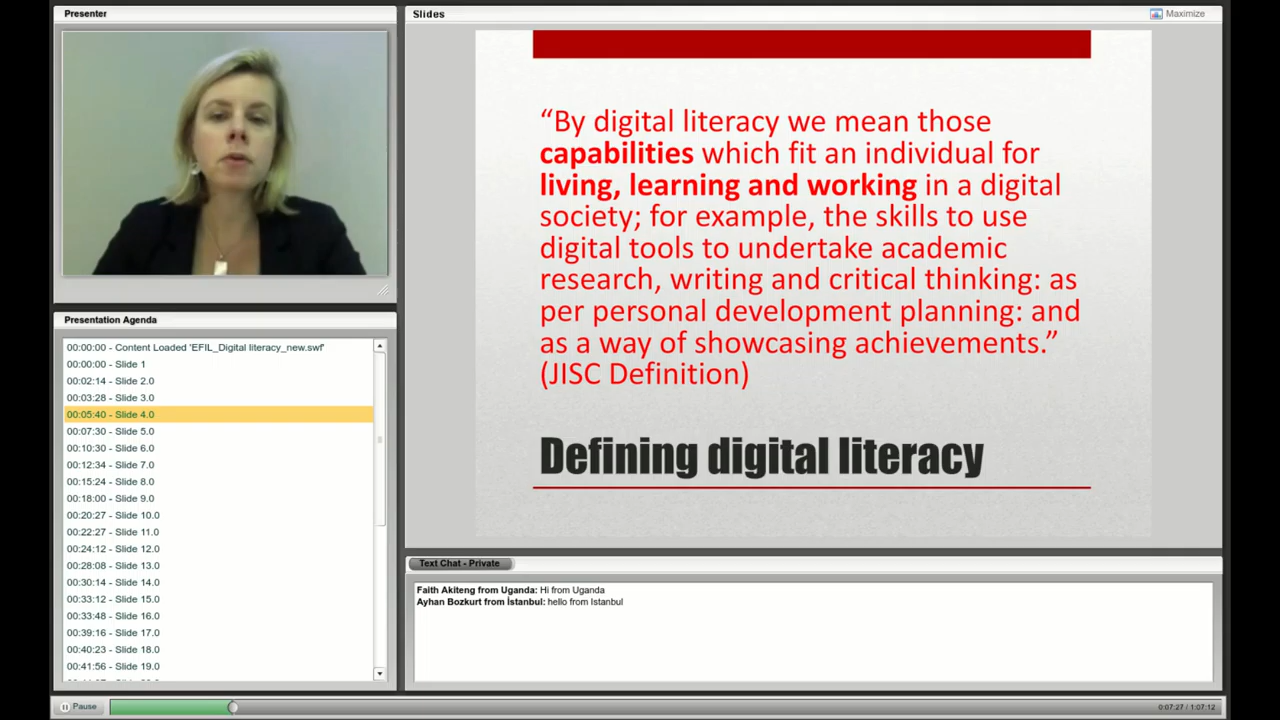 Presenter
Slides
Maximize
“By digital literacy we mean those
capabilities which fit an individual for
living, learning and working in a digital
society; for example, the skills to use
digital tools to undertake academic
research, writing and critical thinking: as
per personal development planning: and
as a way of showcasing achievements.”
(JISC Definition)
Defining digital literacy
Presentation Agenda
00:00:00 - Content Loaded 'EFIL_Digital literacy_new.swf'
00:00:00 - Slide 1
00:02:14 - Slide 2.0
00:03:28 - Slide 3.0
00:05:40 - Slide 4.0
00:07:30 - Slide 5.0
00:10:30 - Slide 6.0
00:12:34 - Slide 7.0
00:15:24 - Slide 8.0
00:18:00 - Slide 9.0
00:20:27 - Slide 10.0
00:22:27 - Slide 11.0
00:24:12 - Slide 12.0
00:28:08 - Slide 13.0
00:30:14 - Slide 14.0
00:33:12 - Slide 15.0
00:33:48 - Slide 16.0
00:39:16 - Slide 17.0
00:40:23 - Slide 18.0
00:41:56 - Slide 19.0
Text Chat - Private
Faith Akiteng from Uganda: Hi from Uganda
Ayhan Bozkurt from İstanbul: hello from Istanbul
Pause
0:07:27 / 1:07:12